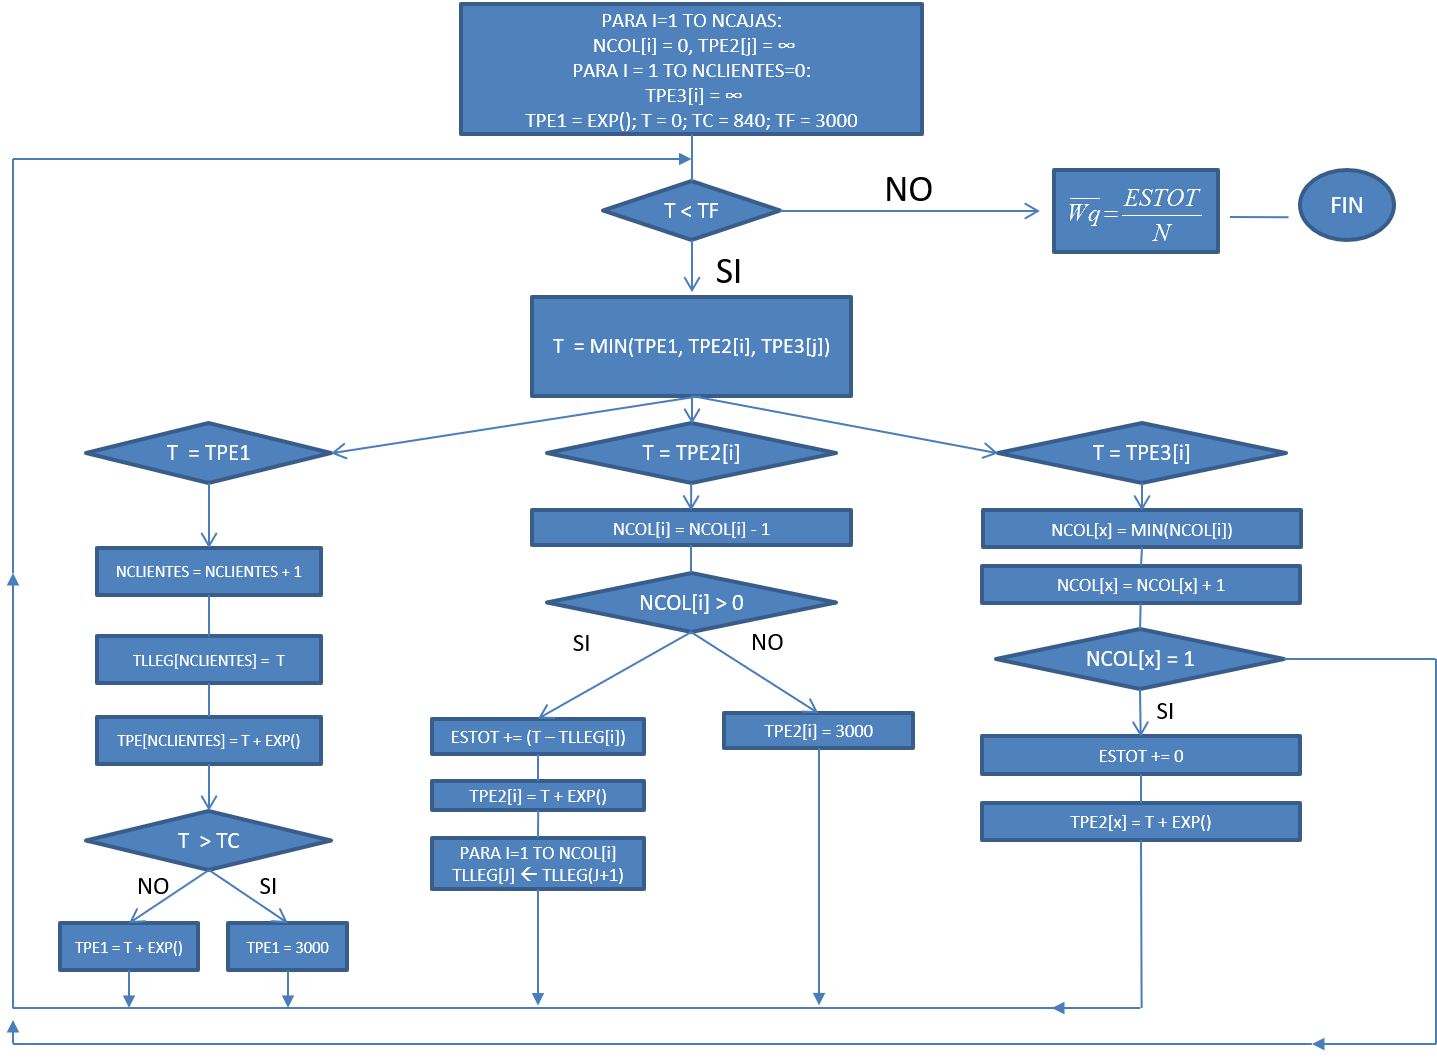 PARA I=1 TO NCAJAS:
NCOL[i] = 0, TPE2[j] = ∞
PARA I = 1 TO NCLIENTES=0:
TPE3[i] = ∞
TPE1 = EXP(); T = 0; TC = 840; TF = 3000
T < TF
NO
Wq = ESTOT / N
FIN
SI
T = MIN(TPE1, TPE2[i], TPE3[j])
T = TPE1
T = TPE2[i]
T = TPE3[i]
NCLIENTES = NCLIENTES + 1
TLLEG[NCLIENTES] = T
TPE[NCLIENTES] = T + EXP()
T > TC
NO
SI
TPE1 = T + EXP()
TPE1 = 3000
NCOL[i] = NCOL[i] - 1
NCOL[i] > 0
SI
NO
ESTOT += (T – TLLEG[i])
TPE2[i] = T + EXP()
PARA I=1 TO NCOL[i]
TLLEG[J] ← TLLEG(J+1)
TPE2[i] = 3000
NCOL[x] = MIN(NCOL[i])
NCOL[x] = NCOL[x] + 1
NCOL[x] = 1
SI
ESTOT += 0
TPE2[x] = T + EXP()